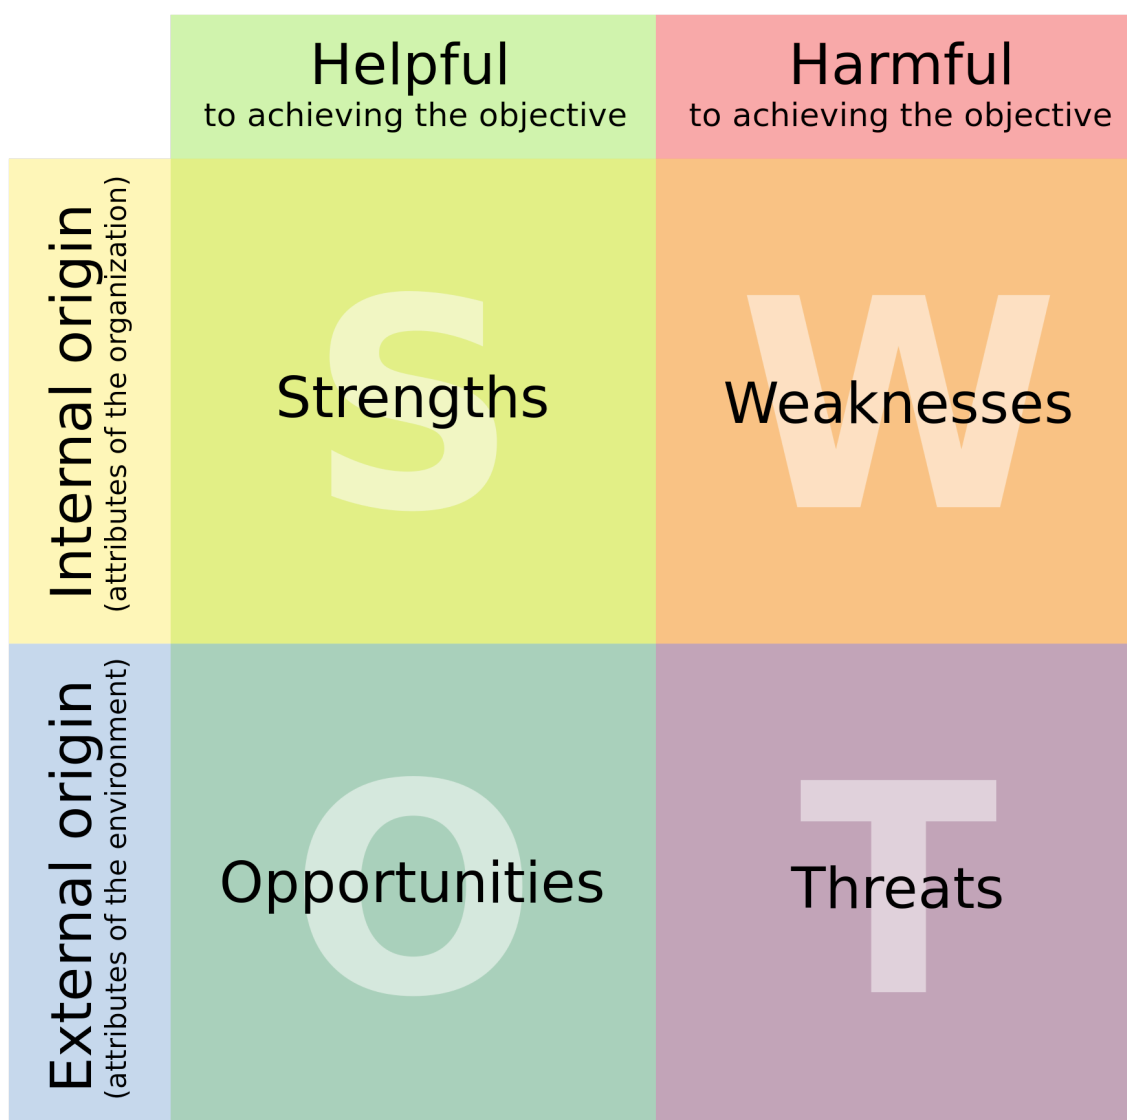 Helpful
to achieving the objective
Harmful
to achieving the objective
Internal origin
(attributes of the organization)
S
Strengths
W
Weaknesses
External origin
(attributes of the environment)
O
Opportunities
T
Threats